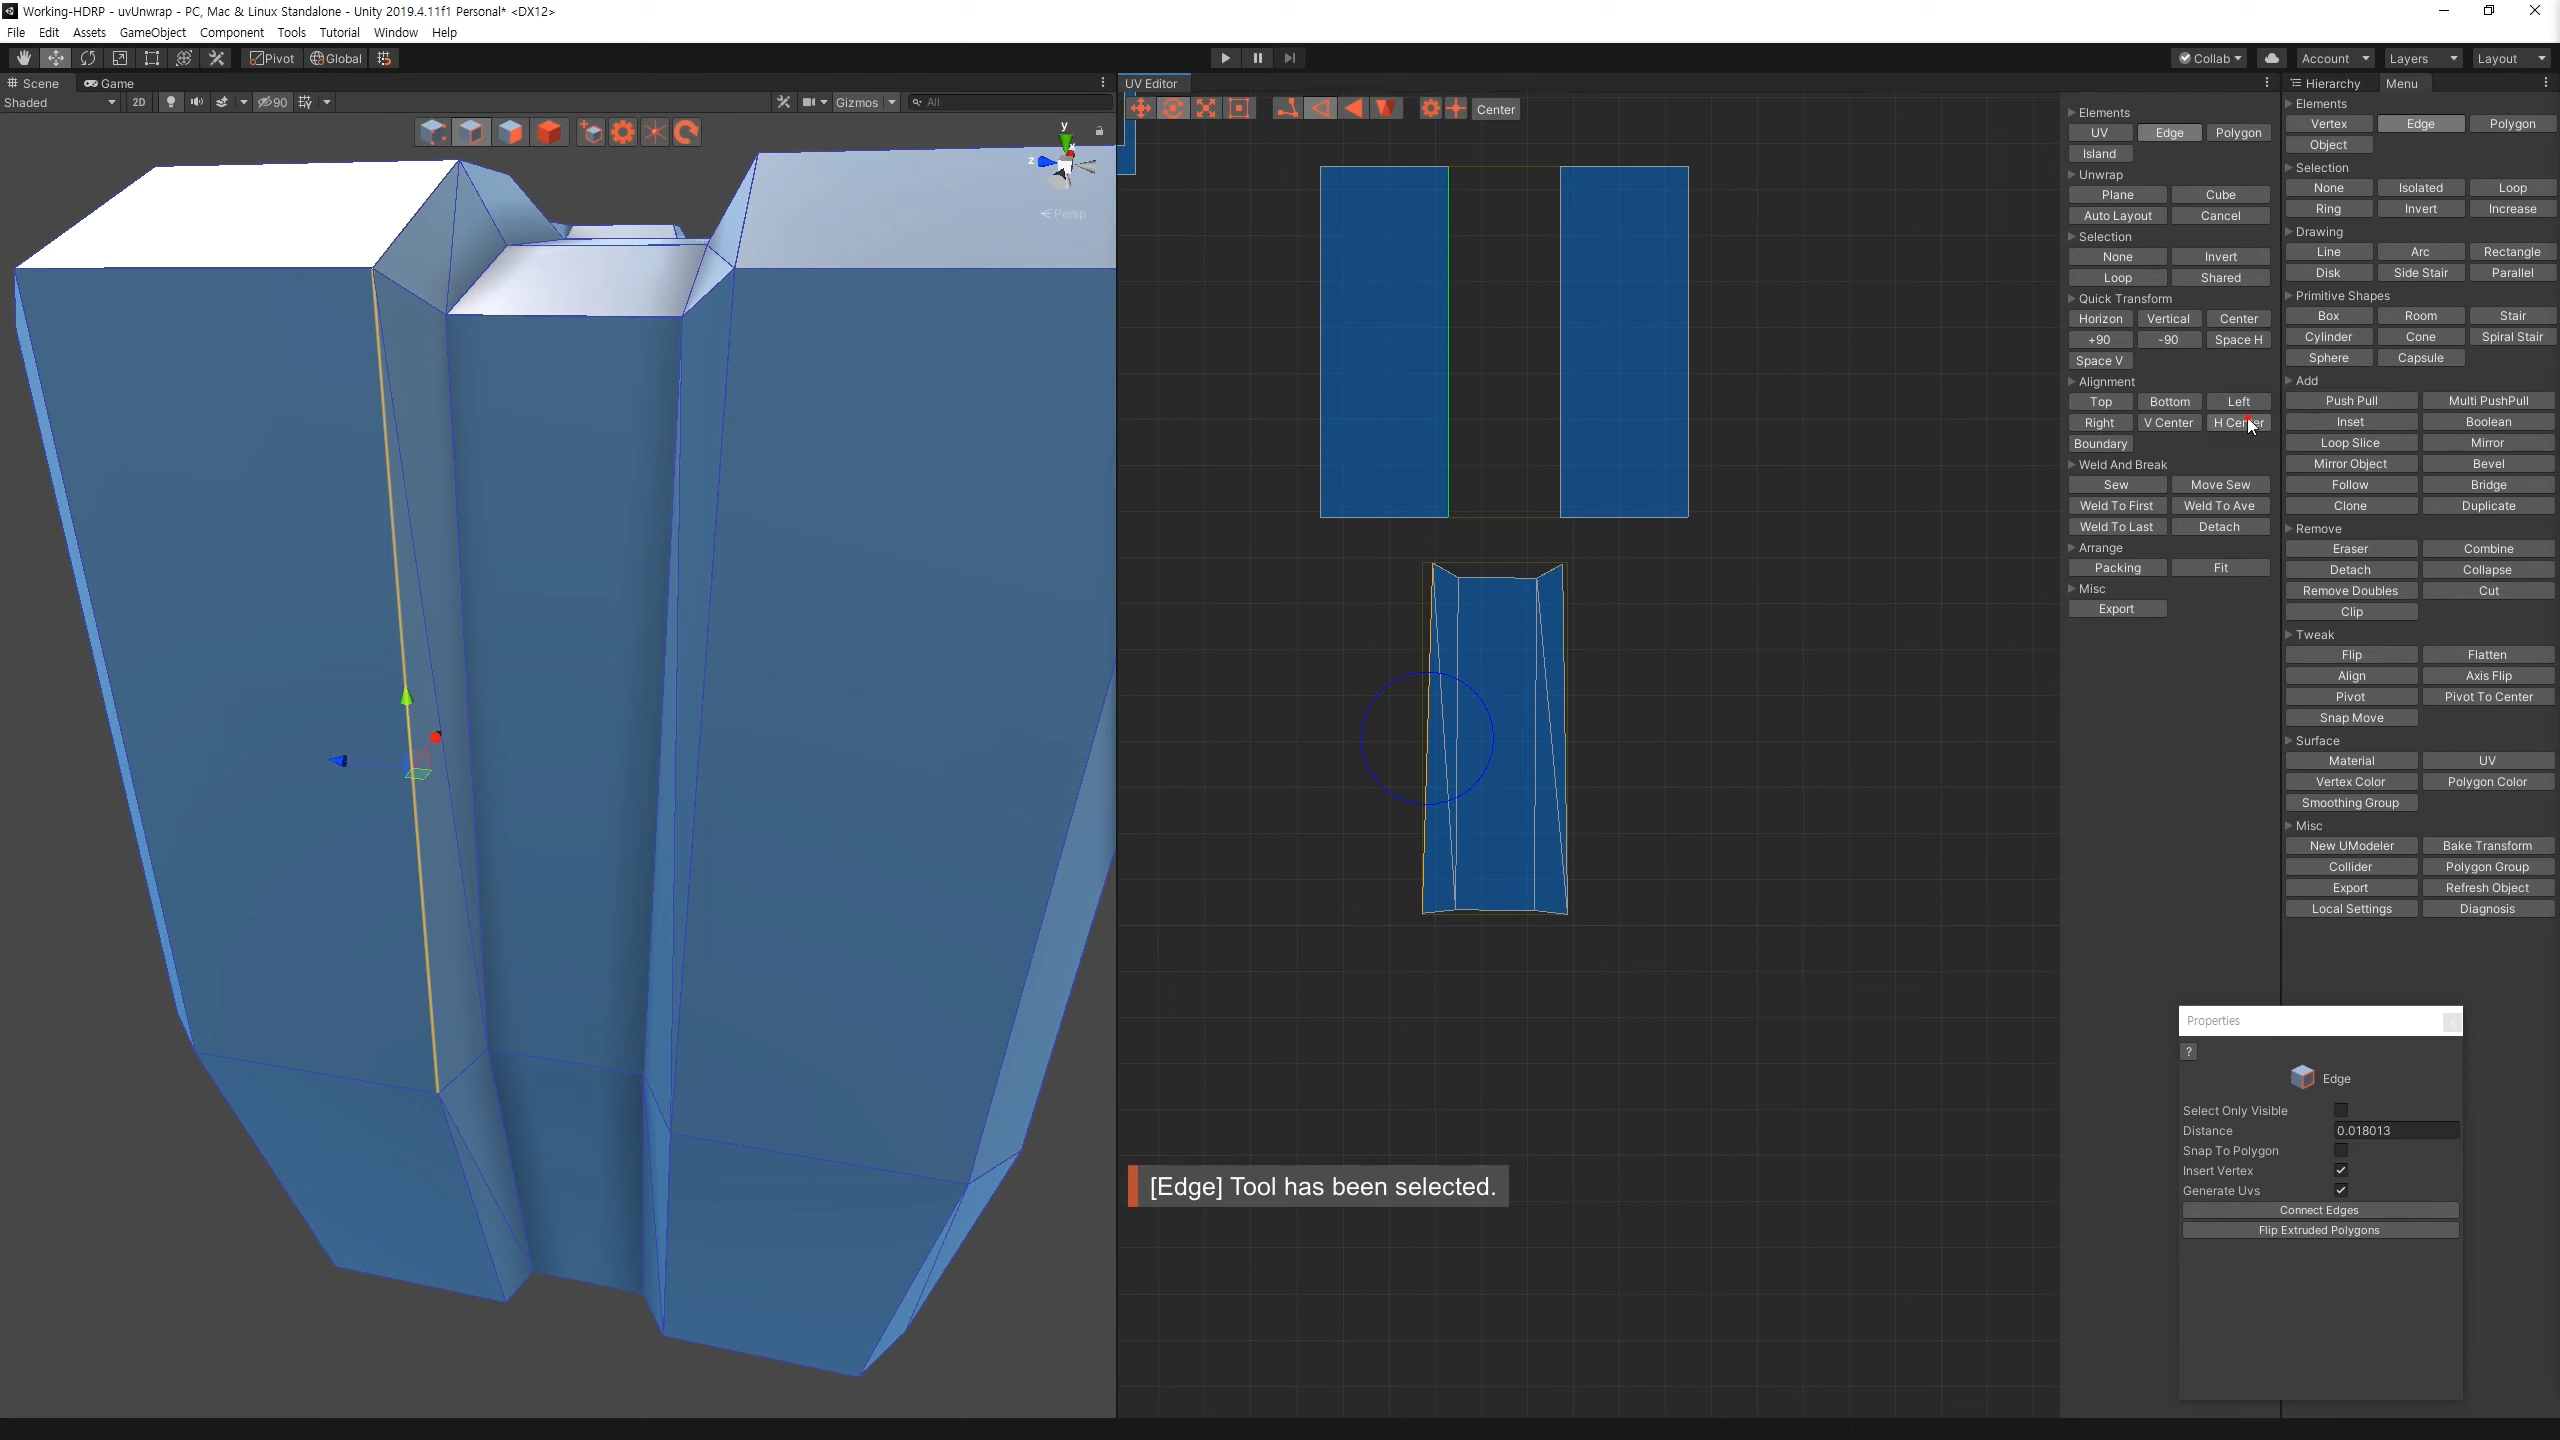 Working-HDRP - uvUnwrap - PC, Mac & Linux Standalone - Unity 2019.4.11f1 Personal* <DX12>
File Edit Assets GameObject Component Tools Tutorial Window Help
Pivot Global Collab Account Layers Layout
Scene Game UV Editor Hierarchy Menu
Shaded 2D 90 Gizmos All
Center
y
x
z
Persp
Elements
UV Edge Polygon
Island
Unwrap
Plane Cube
Auto Layout Cancel
Selection
None Invert
Loop Shared
Quick Transform
Horizon Vertical Center
+90 -90 Space H
Space V
Alignment
Top Bottom Left
Right V Center H Center
Boundary
Weld And Break
Sew Move Sew
Weld To First Weld To Ave
Weld To Last Detach
Arrange
Packing Fit
Misc
Export
Elements
Vertex Edge Polygon
Object
Selection
None Isolated Loop
Ring Invert Increase
Drawing
Line Arc Rectangle
Disk Side Stair Parallel
Primitive Shapes
Box Room Stair
Cylinder Cone Spiral Stair
Sphere Capsule
Add
Push Pull Multi PushPull
Inset Boolean
Loop Slice Mirror
Mirror Object Bevel
Follow Bridge
Clone Duplicate
Remove
Eraser Combine
Detach Collapse
Remove Doubles Cut
Clip
Tweak
Flip Flatten
Align Axis Flip
Pivot Pivot To Center
Snap Move
Surface
Material UV
Vertex Color Polygon Color
Smoothing Group
Misc
New UModeler Bake Transform
Collider Polygon Group
Export Refresh Object
Local Settings Diagnosis
Properties
?
Edge
Select Only Visible
Distance 0.018013
Snap To Polygon
Insert Vertex
Generate Uvs
Connect Edges
Flip Extruded Polygons
[Edge] Tool has been selected.